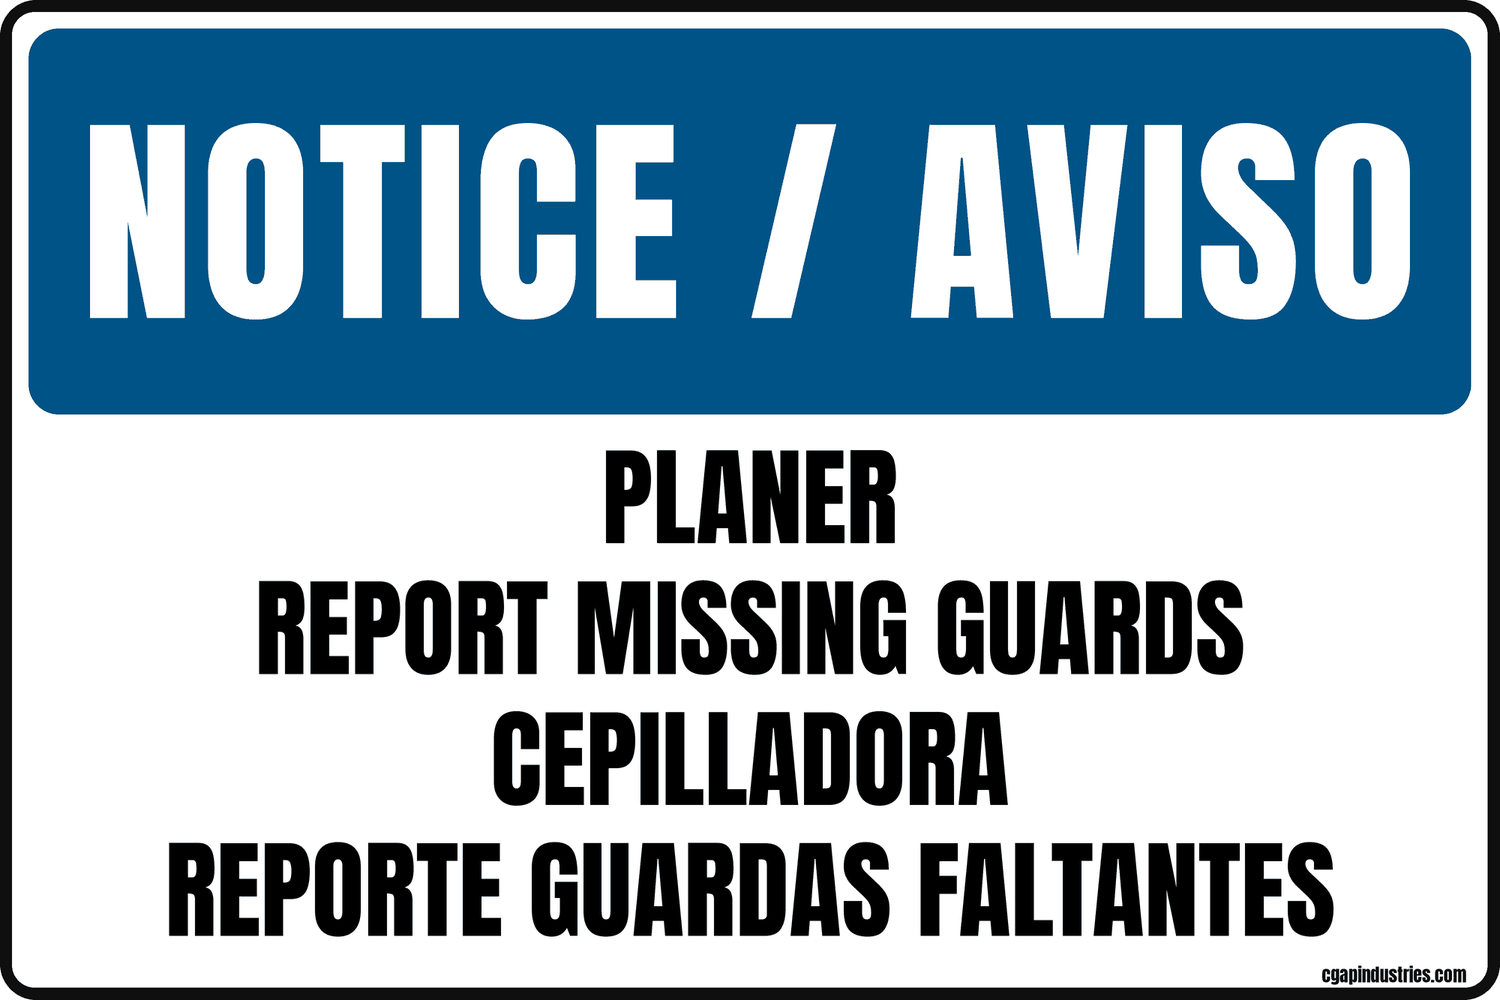 NOTICE / AVISO
PLANER
REPORT MISSING GUARDS
CEPILLADORA
REPORTE GUARDAS FALTANTES
cgapindustries.com